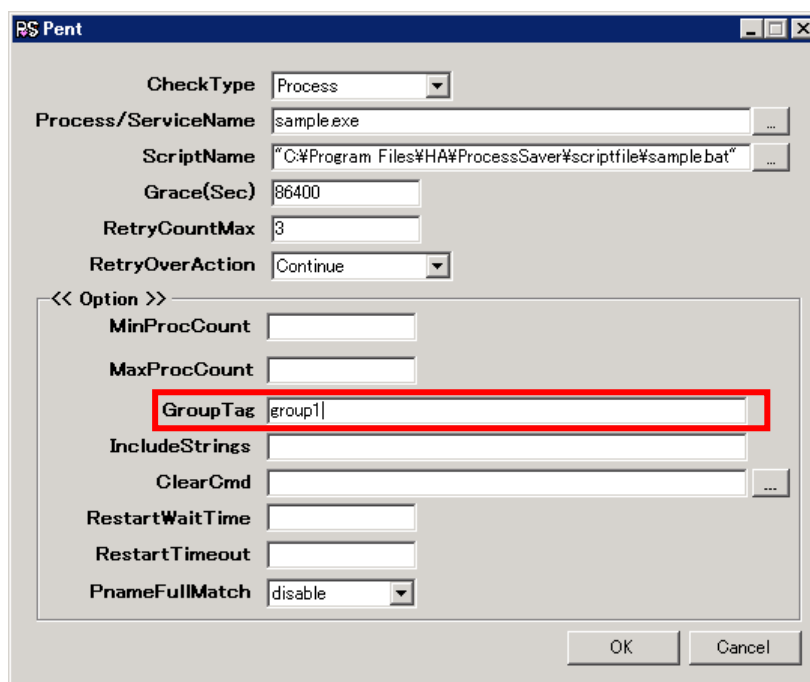 PS Pent
CheckType Process
Process/ServiceName sample.exe ...
ScriptName "C:¥Program Files¥HA¥ProcessSaver¥scriptfile¥sample.bat" ...
Grace(Sec) 86400
RetryCountMax 3
RetryOverAction Continue
<< Option >>
MinProcCount
MaxProcCount
GroupTag group1
IncludeStrings
ClearCmd ...
RestartWaitTime
RestartTimeout
PnameFullMatch disable
OK Cancel